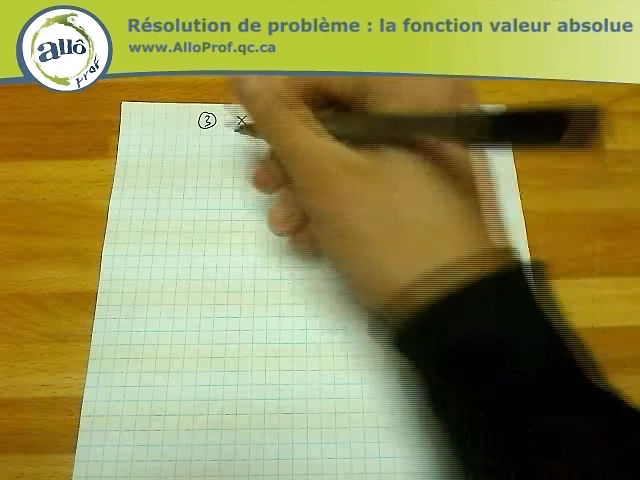 Résolution de problème : la fonction valeur absolue
www.AlloProf.qc.ca
allô
prof
③ x